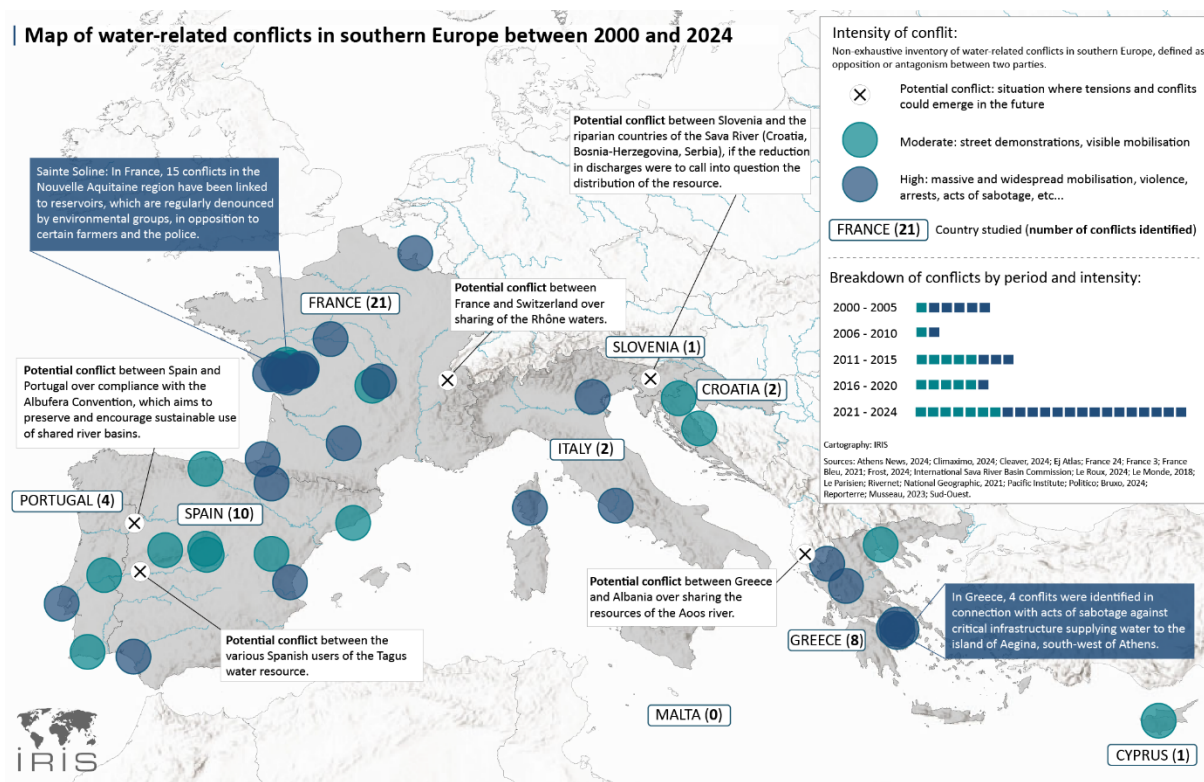 | Map of water-related conflicts in southern Europe between 2000 and 2024
Intensity of conflict:
Non-exhaustive inventory of water-related conflicts in southern Europe, defined as
opposition or antagonism between two parties.
Potential conflict: situation where tensions and conflicts
could emerge in the future
Moderate: street demonstrations, visible mobilisation
High: massive and widespread mobilisation, violence,
arrests, acts of sabotage, etc...
FRANCE (21)
Country studied (number of conflicts identified)
Breakdown of conflicts by period and intensity:
2000 - 2005
2006 - 2010
2011 - 2015
2016 - 2020
2021 - 2024
Cartography: IRIS
Sources: Athens News, 2024; Climaximo, 2024; Cleaver, 2024; Ej Atlas; France 24; France 3; France
Bleu, 2021; Frost, 2024; International Sava River Basin Commission; Le Roux, 2024; Le Monde, 2018;
Le Parisien; Rivernet; National Geographic, 2021; Pacific Institute; Politico; Bruxo, 2024;
Reporterre; Musseau, 2023; Sud-Ouest.
Potential conflict between Slovenia and the
riparian countries of the Sava River (Croatia,
Bosnia-Herzegovina, Serbia), if the reduction
in discharges were to call into question the
distribution of the resource.
Sainte Soline: In France, 15 conflicts in the
Nouvelle Aquitaine region have been linked
to reservoirs, which are regularly denounced
by environmental groups, in opposition to
certain farmers and the police.
FRANCE (21)
Potential conflict between
France and Switzerland over
sharing of the Rhône waters.
SLOVENIA (1)
CROATIA (2)
Potential conflict between Spain and
Portugal over compliance with the
Albufera Convention, which aims to
preserve and encourage sustainable use
of shared river basins.
ITALY (2)
PORTUGAL (4)
SPAIN (10)
Potential conflict between Greece
and Albania over sharing the
resources of the Aoos river.
In Greece, 4 conflits were identified in
connection with acts of sabotage against
critical infrastructure supplying water to the
island of Aegina, south-west of Athens.
GREECE (8)
Potential conflict between the
various Spanish users of the Tagus
water resource.
MALTA (0)
CYPRUS (1)
IRIS